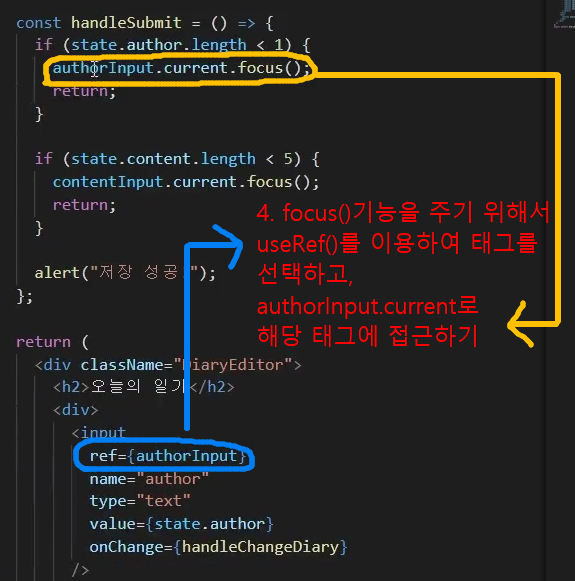 const handleSubmit = () => {
if (state.author.length < 1) {
authorInput.current.focus();
return;
}
if (state.content.length < 5) {
contentInput.current.focus();
return;
}
4. focus()기능을 주기 위해서
useRef()를 이용하여 태그를
선택하고,
authorInput.current로
해당 태그에 접근하기
alert("저장 성공 ");
};
return (
<div className="DiaryEditor">
<h2>오늘의 일기</h2>
<div>
<input
ref={authorInput}
name="author"
type="text"
value={state.author}
onChange={handleChangeDiary}
/>